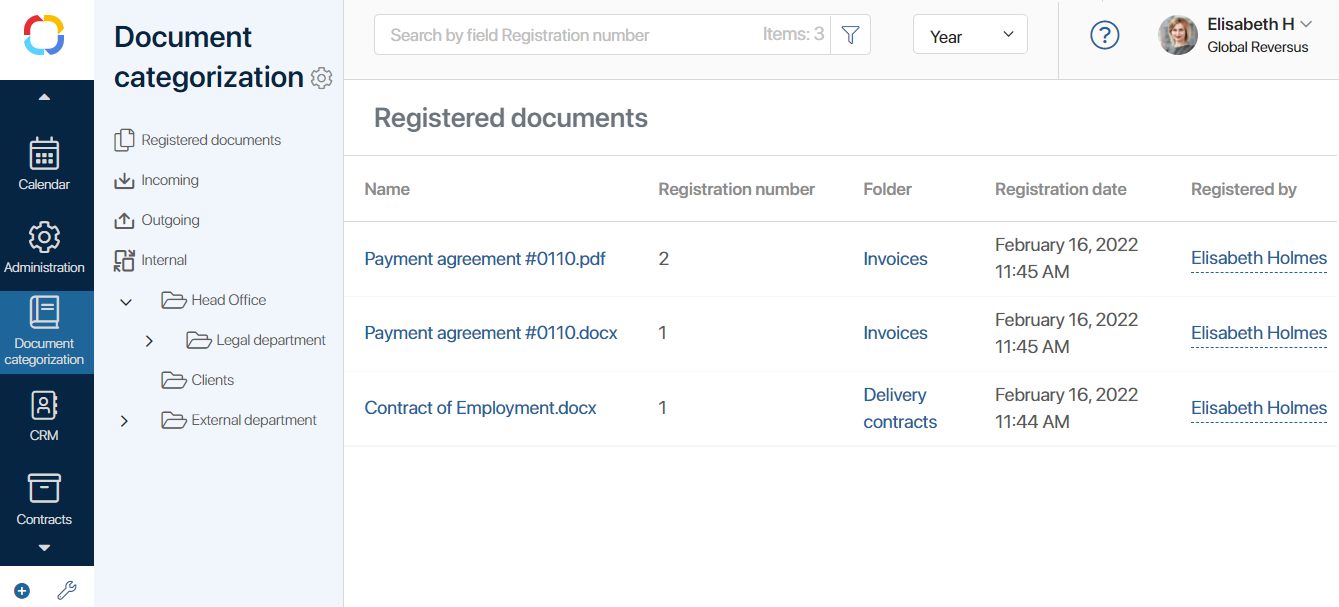 Calendar
Administration
Document
categorization
CRM
Contracts
Document
categorization
Registered documents
Incoming
Outgoing
Internal
Head Office
Legal department
Clients
External department
Search by field Registration number Items: 3
Year
?
Elisabeth H
Global Reversus
Registered documents
Name Registration number Folder Registration date Registered by
Payment agreement #0110.pdf 2 Invoices February 16, 2022 Elisabeth Holmes
11:45 AM
Payment agreement #0110.docx 1 Invoices February 16, 2022 Elisabeth Holmes
11:45 AM
Contract of Employment.docx 1 Delivery February 16, 2022 Elisabeth Holmes
contracts 11:44 AM